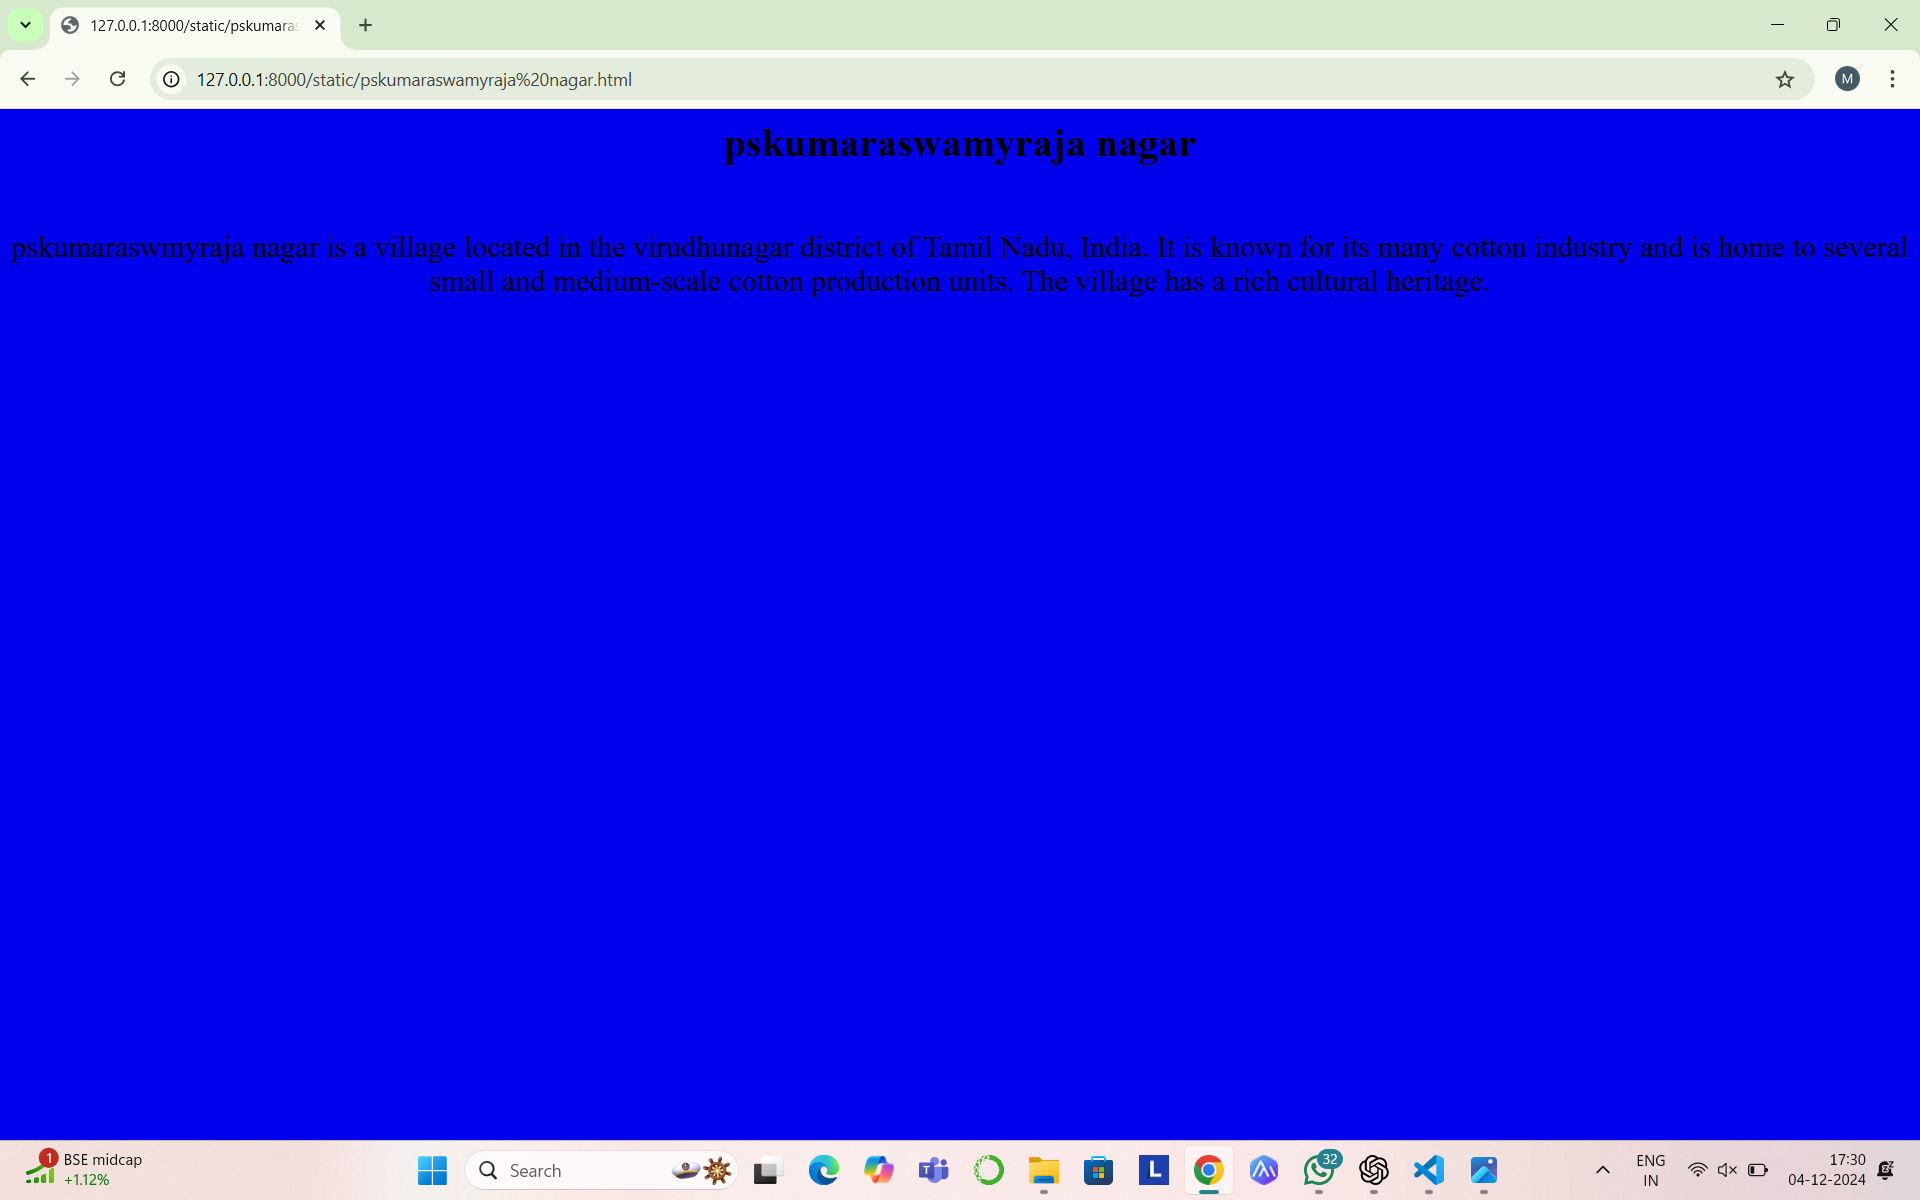 127.0.0.1:8000/static/pskumaras
127.0.0.1:8000/static/pskumaraswamyraja%20nagar.html
M
pskumaraswamyraja nagar
pskumaraswmyraja nagar is a village located in the virudhunagar district of Tamil Nadu, India. It is known for its many cotton industry and is home to several
small and medium-scale cotton production units. The village has a rich cultural heritage.
1
BSE midcap
+1.12%
Search
T
L
32
ENG
IN
17:30
04-12-2024